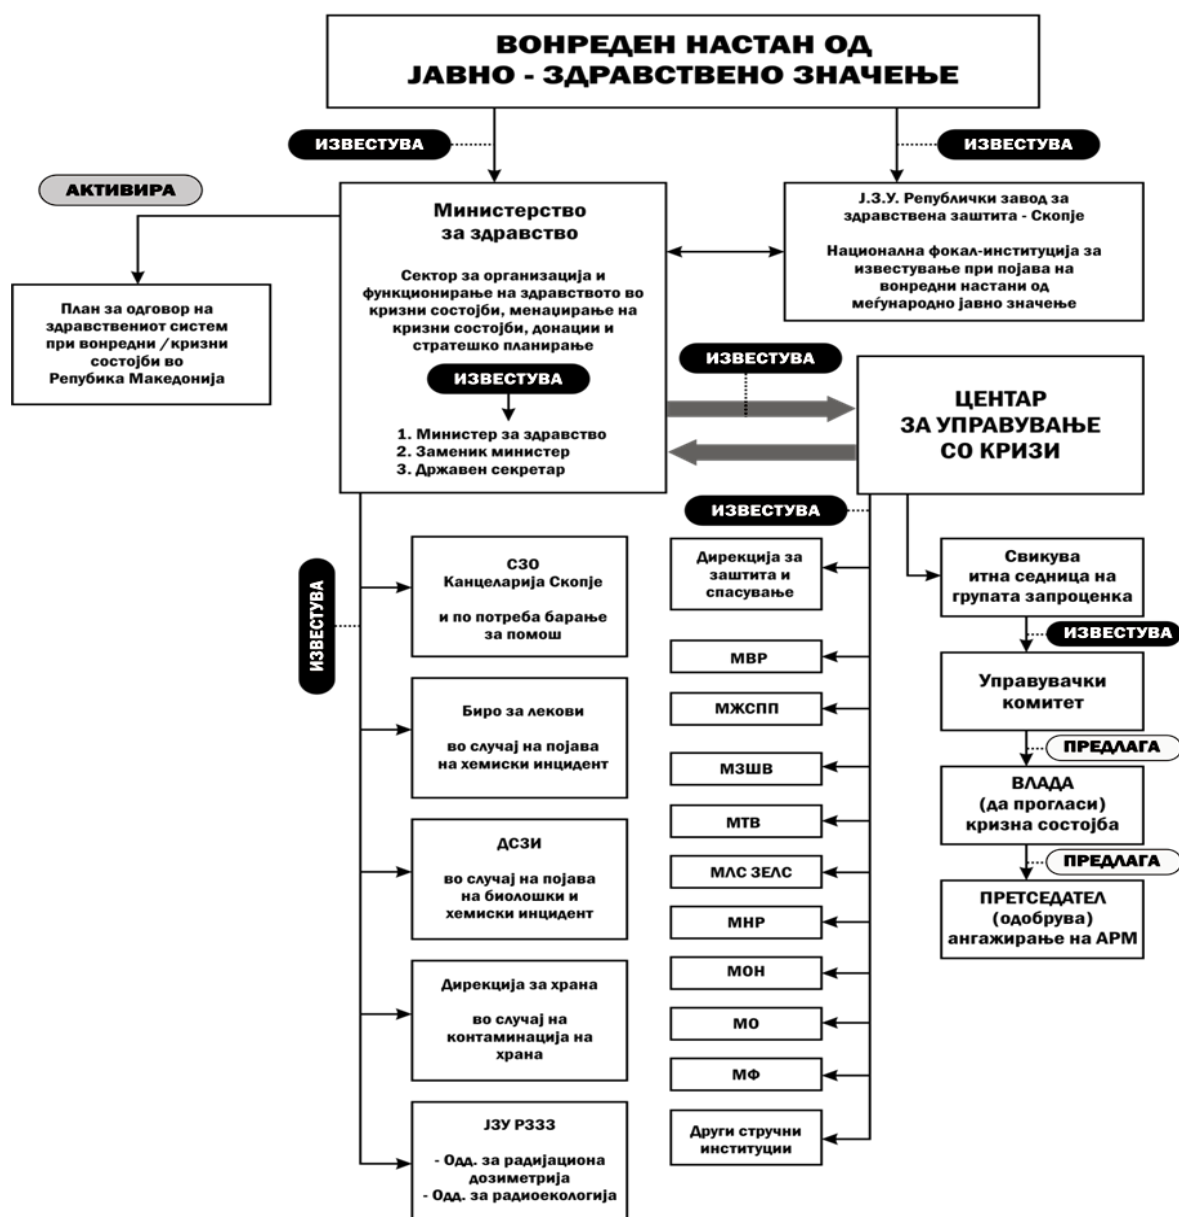 ВОНРЕДЕН НАСТАН ОД
ЈАВНО - ЗДРАВСТВЕНО ЗНАЧЕЊЕ
ИЗВЕСТУВА
ИЗВЕСТУВА
АКТИВИРА
Министерство
за здравство
Сектор за организација и
функционирање на здравството во
кризни состојби, менаџирање на
кризни состојби, донации и
стратешко планирање
ИЗВЕСТУВА
1. Министер за здравство
2. Заменик министер
3. Државен секретар
Ј.З.У. Републички завод за
здравствена заштита - Скопје
Национална фокал-институција за
известување при појава на
вонредни настани од
меѓународно јавно значење
План за одговор на
здравствениот систем
при вонредни /кризни
состојби во
Репубика Македонија
ИЗВЕСТУВА
ЦЕНТАР
ЗА УПРАВУВАЊЕ
СО КРИЗИ
ИЗВЕСТУВА
ИЗВЕСТУВА
СЗО
Канцеларија Скопје
и по потреба барање
за помош
Биро за лекови
во случај на појава
на хемиски инцидент
ДСЗИ
во случај на појава
на биолошки и
хемиски инцидент
Дирекција за храна
во случај на
контаминација на
храна
ЈЗУ РЗЗЗ
- Одд. за радијациона
дозиметрија
- Одд. за радиоекологија
Дирекција за
заштита и
спасување
МВР
МЖСПП
МЗШВ
МТВ
МЛС ЗЕЛС
МНР
МОН
МО
МФ
Други стручни
институции
Свикува
итна седница на
групата запроценка
ИЗВЕСТУВА
Управувачки
комитет
ПРЕДЛАГА
ВЛАДА
(да прогласи)
кризна состојба
ПРЕДЛАГА
ПРЕТСЕДАТЕЛ
(одобрува)
ангажирање на АРМ